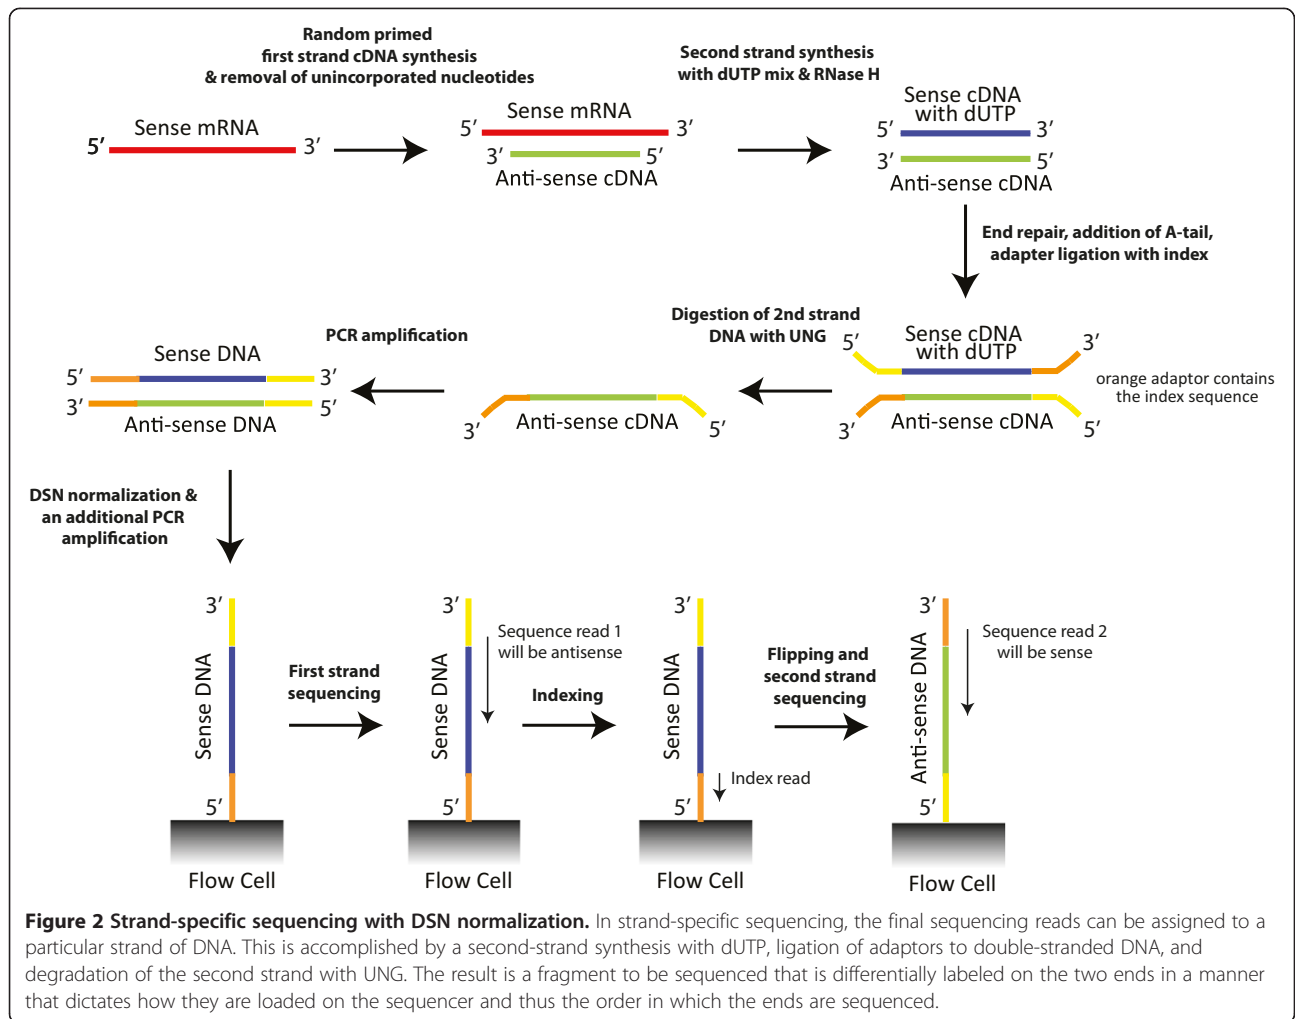 Random primed
first strand cDNA synthesis
& removal of unincorporated nucleotides
Second strand synthesis
with dUTP mix & RNase H
5′ Sense mRNA 3′
5′ Sense mRNA 3′
3′ 5′
Anti-sense cDNA
Sense cDNA
with dUTP
5′ 3′
3′ 5′
Anti-sense cDNA
End repair, addition of A-tail,
adapter ligation with index
5′ Sense cDNA 3′
with dUTP
orange adaptor contains
the index sequence
3′ Anti-sense cDNA 5′
Digestion of 2nd strand
DNA with UNG
3′ Anti-sense cDNA 5′
PCR amplification
Sense DNA
5′ 3′
3′ 5′
Anti-sense DNA
DSN normalization &
an additional PCR
amplification
3′
Sense DNA
5′
Flow Cell
First strand
sequencing
3′
Sense DNA
5′
Sequence read 1
will be antisense
Flow Cell
Indexing
3′
Sense DNA
Index read
5′
Flow Cell
Flipping and
second strand
sequencing
3′
Anti-sense DNA
5′
Sequence read 2
will be sense
Flow Cell
Figure 2 Strand-specific sequencing with DSN normalization. In strand-specific sequencing, the final sequencing reads can be assigned to a
particular strand of DNA. This is accomplished by a second-strand synthesis with dUTP, ligation of adaptors to double-stranded DNA, and
degradation of the second strand with UNG. The result is a fragment to be sequenced that is differentially labeled on the two ends in a manner
that dictates how they are loaded on the sequencer and thus the order in which the ends are sequenced.